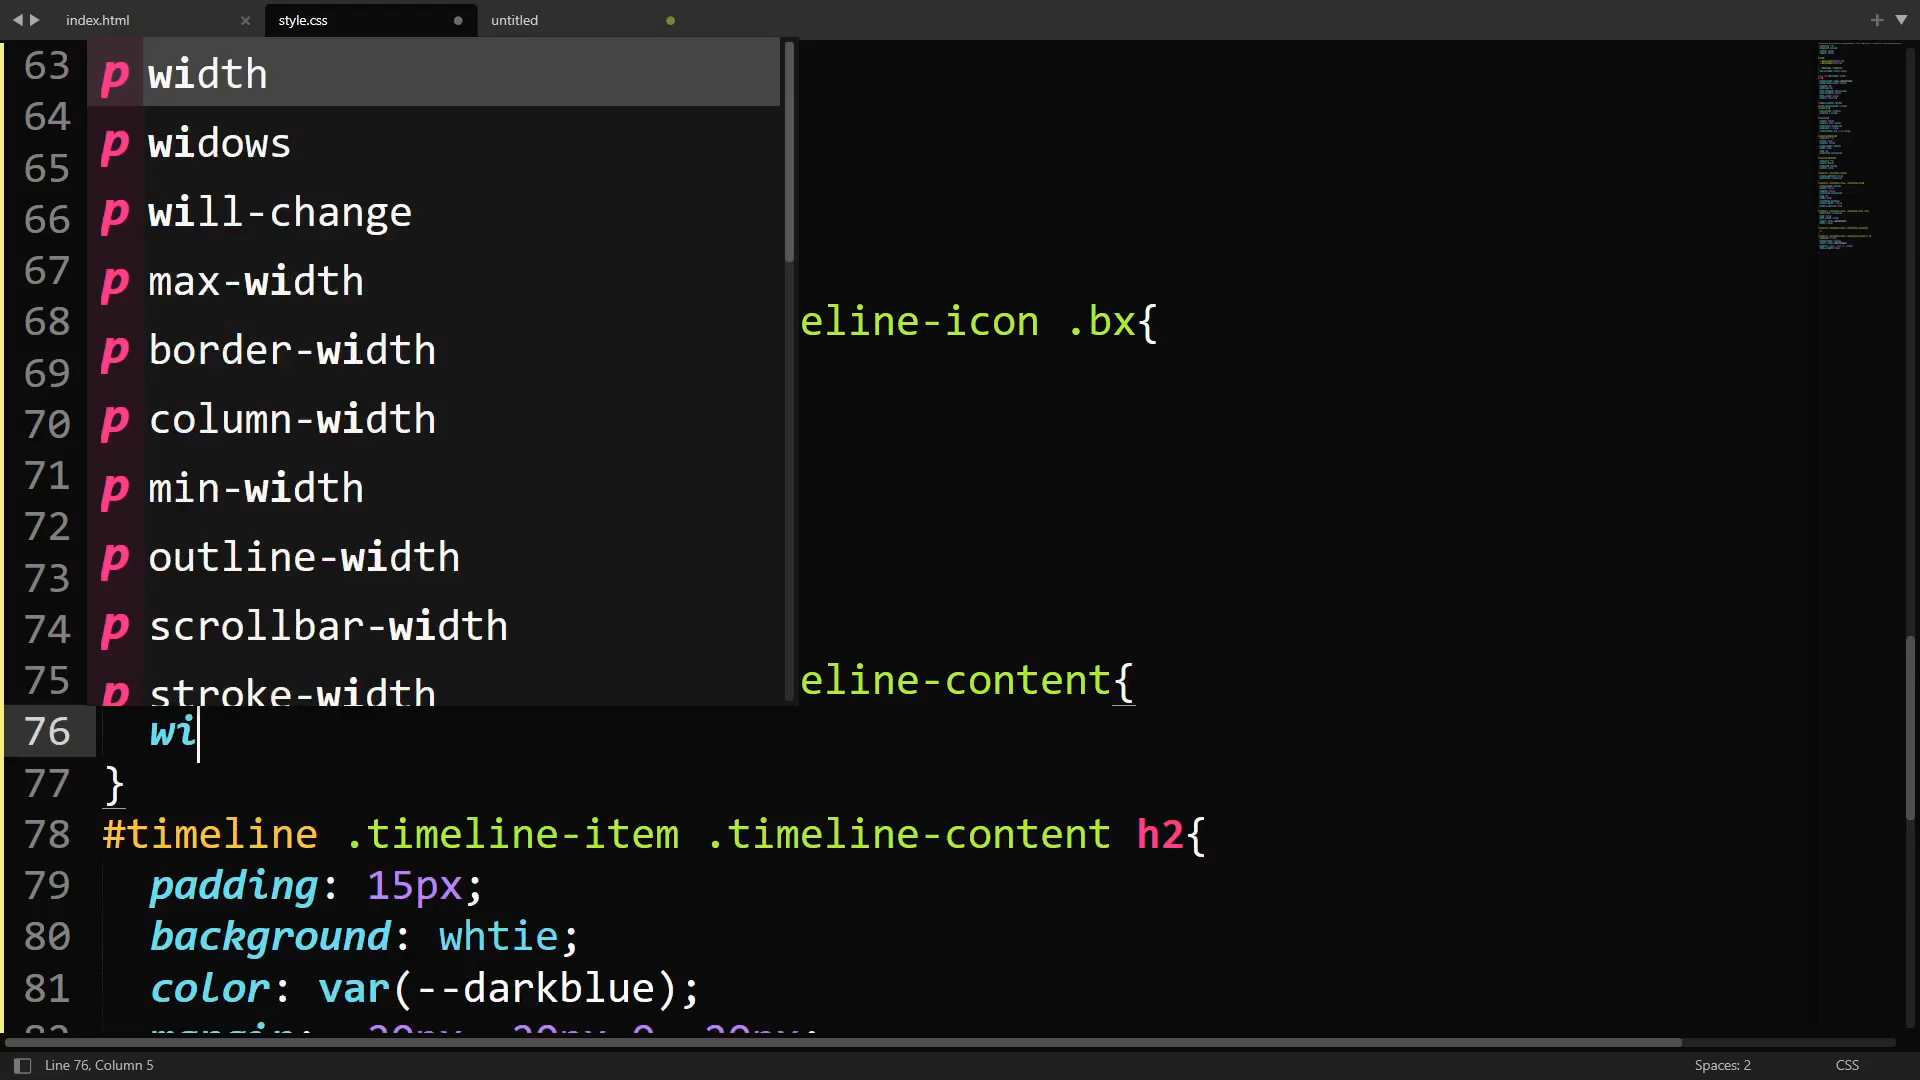 index.html
style.css
untitled
63
p width
64
p widows
65
66
p will-change
67
p max-width
68
eline-icon .bx{
p border-width
69
70
p column-width
71
p min-width
72
p outline-width
73
74
p scrollbar-width
75
eline-content{
p stroke-width
76 wi
77 }
78 #timeline .timeline-item .timeline-content h2{
79 padding: 15px;
80 background: whtie;
81 color: var(--darkblue);
Line 76, Column 5
Spaces: 2
CSS